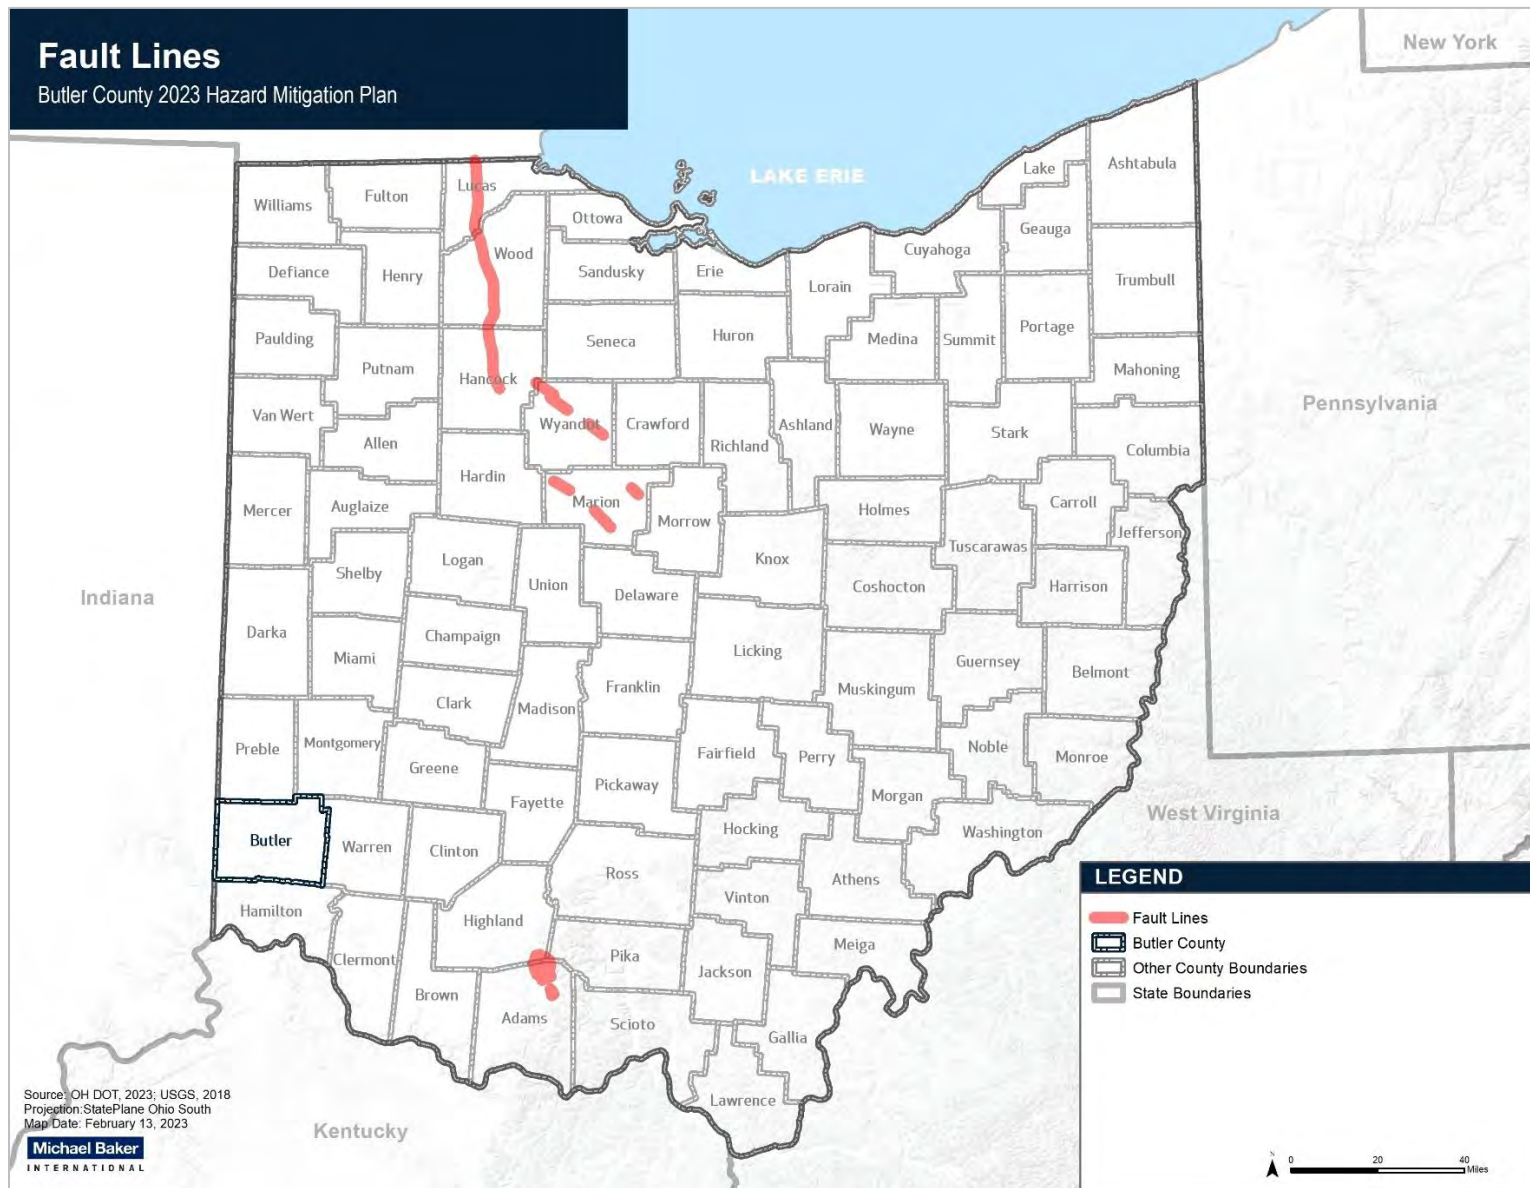 Fault Lines
Butler County 2023 Hazard Mitigation Plan
New York
LAKE ERIE
Lake
Ashtabula
Williams
Fulton
Lucas
Ottowa
Geauga
Cuyahoga
Wood
Defiance
Henry
Sandusky
Erie
Lorain
Trumbull
Paulding
Putnam
Hancock
Seneca
Huron
Medina
Summit
Portage
Mahoning
Van Wert
Allen
Wyandot
Crawford
Richland
Ashland
Wayne
Stark
Columbia
Pennsylvania
Mercer
Auglaize
Hardin
Marion
Morrow
Holmes
Carroll
Jefferson
Tuscarawas
Knox
Coshocton
Harrison
Logan
Shelby
Union
Delaware
Indiana
Darka
Champaign
Miami
Licking
Guernsey
Belmont
Muskingum
Clark
Madison
Franklin
Preble
Montgomery
Greene
Fairfield
Perry
Noble
Monroe
Pickaway
Fayette
Morgan
West Virginia
Hocking
Washington
Butler
Warren
Clinton
Ross
Vinton
Athens
Hamilton
Highland
Meiga
Clermont
Pika
Jackson
Brown
Adams
Scioto
Gallia
Lawrence
Kentucky
LEGEND
Fault Lines
Butler County
Other County Boundaries
State Boundaries
Source: OH DOT, 2023; USGS, 2018
Projection:StatePlane Ohio South
Map Date: February 13, 2023
Michael Baker
INTERNATIONAL
N
0 20 40
Miles